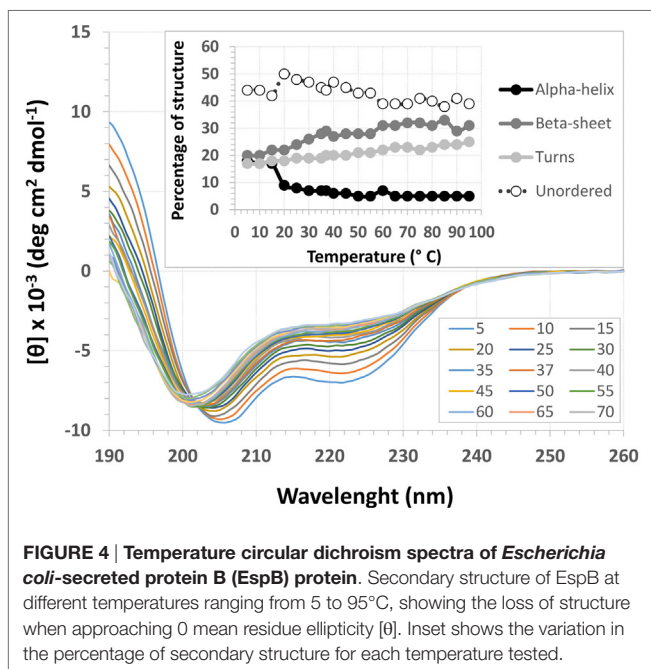 15
10
5
0
-5
-10
[θ] x 10⁻³ (deg cm² dmol⁻¹)
190 200 210 220 230 240 250 260
Wavelenght (nm)
60
50
40
30
20
10
0
Percentage of structure
0 10 20 30 40 50 60 70 80 90 100
Temperature (° C)
Alpha-helix
Beta-sheet
Turns
Unordered
5 10 15
20 25 30
35 37 40
45 50 55
60 65 70
FIGURE 4 | Temperature circular dichroism spectra of Escherichia
coli-secreted protein B (EspB) protein. Secondary structure of EspB at
different temperatures ranging from 5 to 95°C, showing the loss of structure
when approaching 0 mean residue ellipticity [θ]. Inset shows the variation in
the percentage of secondary structure for each temperature tested.